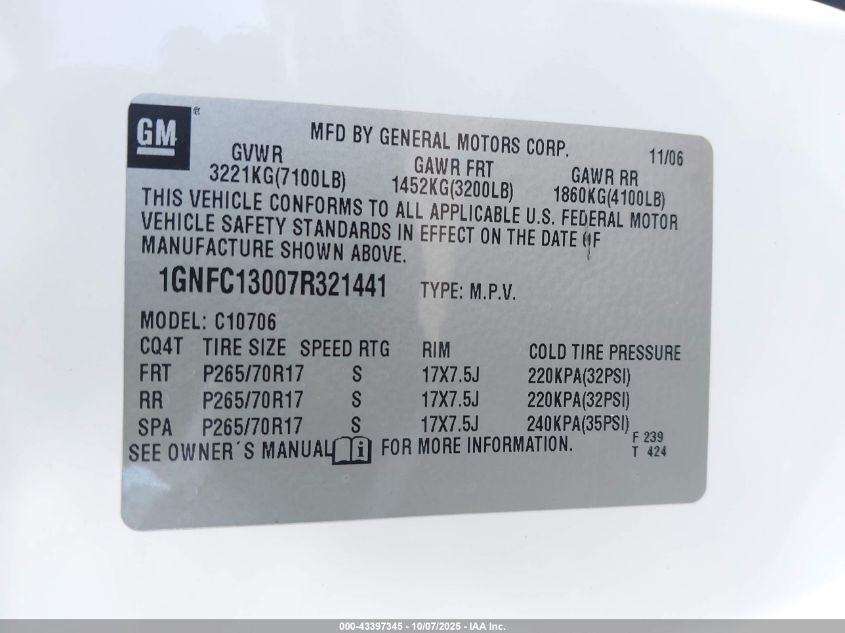 GM ®
MFD BY GENERAL MOTORS CORP. 11/06
GVWR GAWR FRT GAWR RR
3221KG(7100LB) 1452KG(3200LB) 1860KG(4100LB)
THIS VEHICLE CONFORMS TO ALL APPLICABLE U.S. FEDERAL MOTOR
VEHICLE SAFETY STANDARDS IN EFFECT ON THE DATE OF
MANUFACTURE SHOWN ABOVE.
1GNFC13007R321441 TYPE: M.P.V.
MODEL: C10706
CQ4T TIRE SIZE SPEED RTG RIM COLD TIRE PRESSURE
FRT P265/70R17 S 17X7.5J 220KPA(32PSI)
RR P265/70R17 S 17X7.5J 220KPA(32PSI)
SPA P265/70R17 S 17X7.5J 240KPA(35PSI)
SEE OWNER´S MANUAL i FOR MORE INFORMATION. F 239
T 424
000-43397345 - 10/07/2025 - IAA Inc.